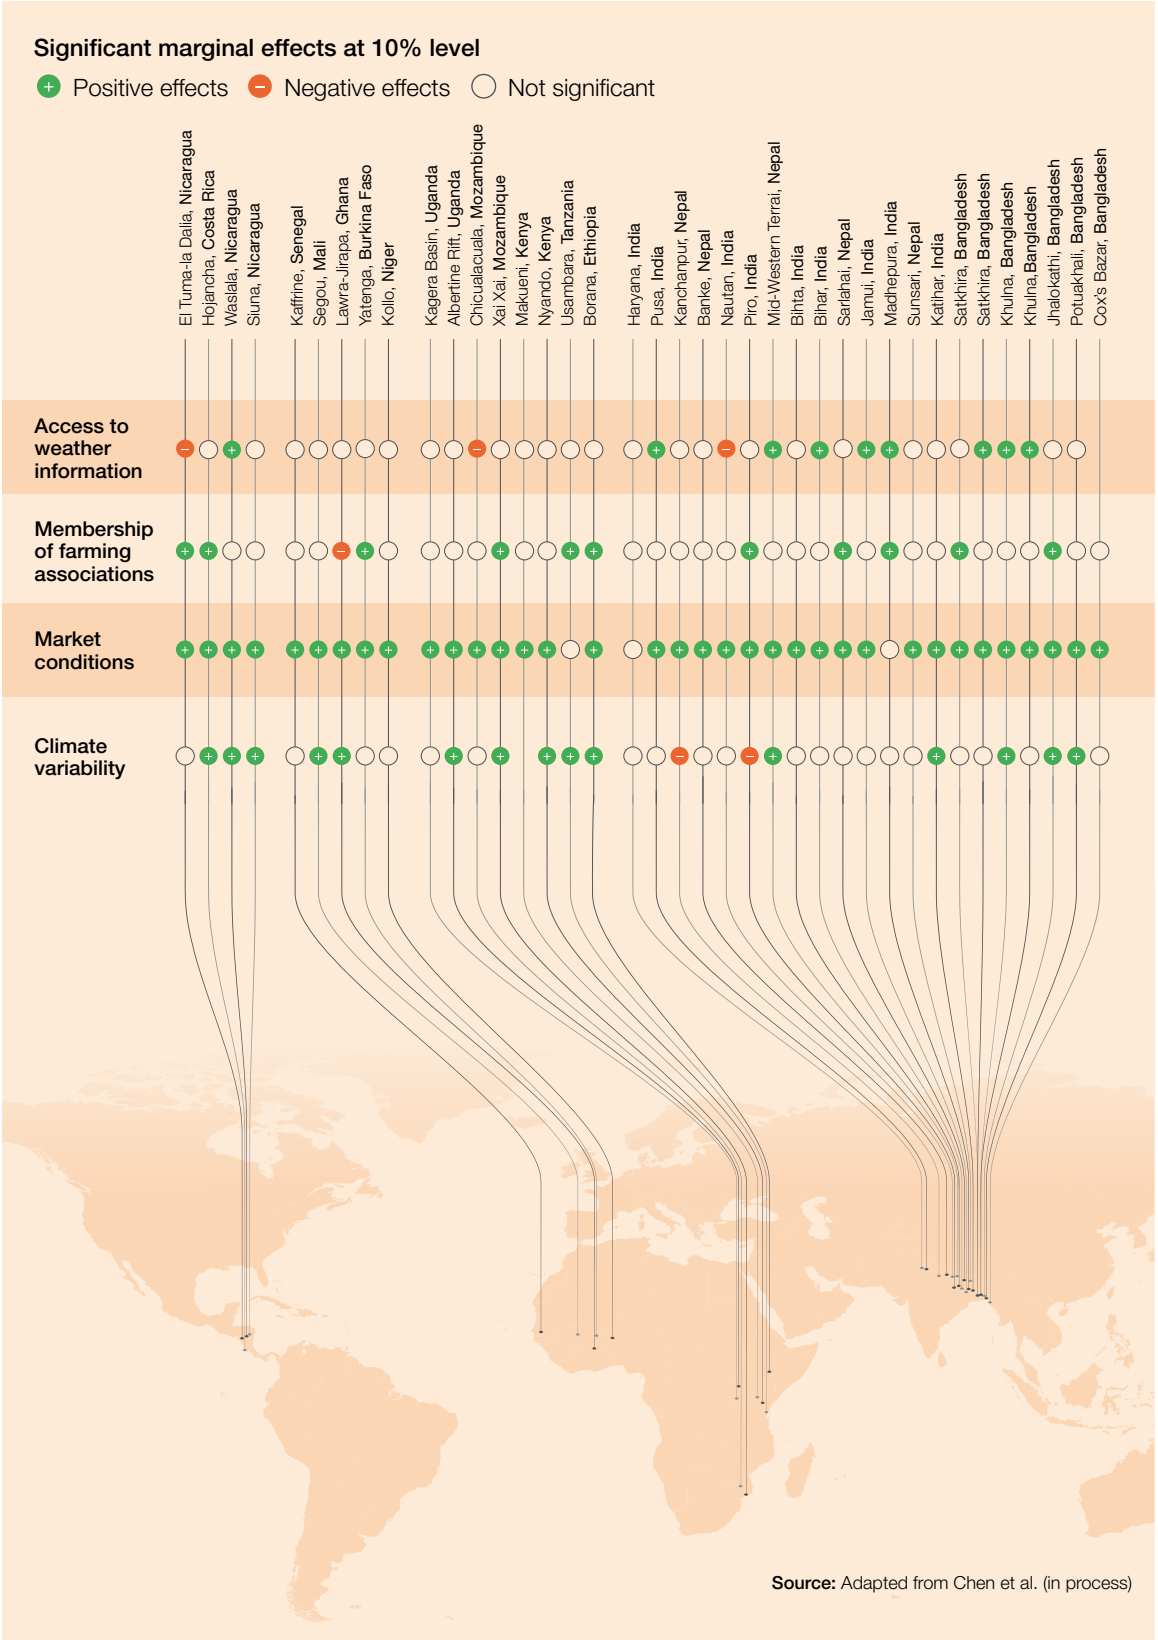 Significant marginal effects at 10% level
+ Positive effects − Negative effects Not significant
El Tuma-la Dalia, Nicaragua
Hojancha, Costa Rica
Waslala, Nicaragua
Siuna, Nicaragua
Kaffrine, Senegal
Segou, Mali
Lawra-Jirapa, Ghana
Yatenga, Burkina Faso
Kollo, Niger
Kagera Basin, Uganda
Albertine Rift, Uganda
Chicualacuala, Mozambique
Xai Xai, Mozambique
Makueni, Kenya
Nyando, Kenya
Usambara, Tanzania
Borana, Ethiopia
Haryana, India
Pusa, India
Kanchanpur, Nepal
Banke, Nepal
Nautan, India
Piro, India
Mid-Western Terrai, Nepal
Bihta, India
Bihar, India
Sarlahai, Nepal
Jamui, India
Madhepura, India
Sunsari, Nepal
Katihar, India
Satkhira, Bangladesh
Satkhira, Bangladesh
Khulna, Bangladesh
Khulna, Bangladesh
Jhalokathi, Bangladesh
Potuakhali, Bangladesh
Cox's Bazar, Bangladesh
Access to
weather
information
Membership
of farming
associations
Market
conditions
Climate
variability
Source: Adapted from Chen et al. (in process)